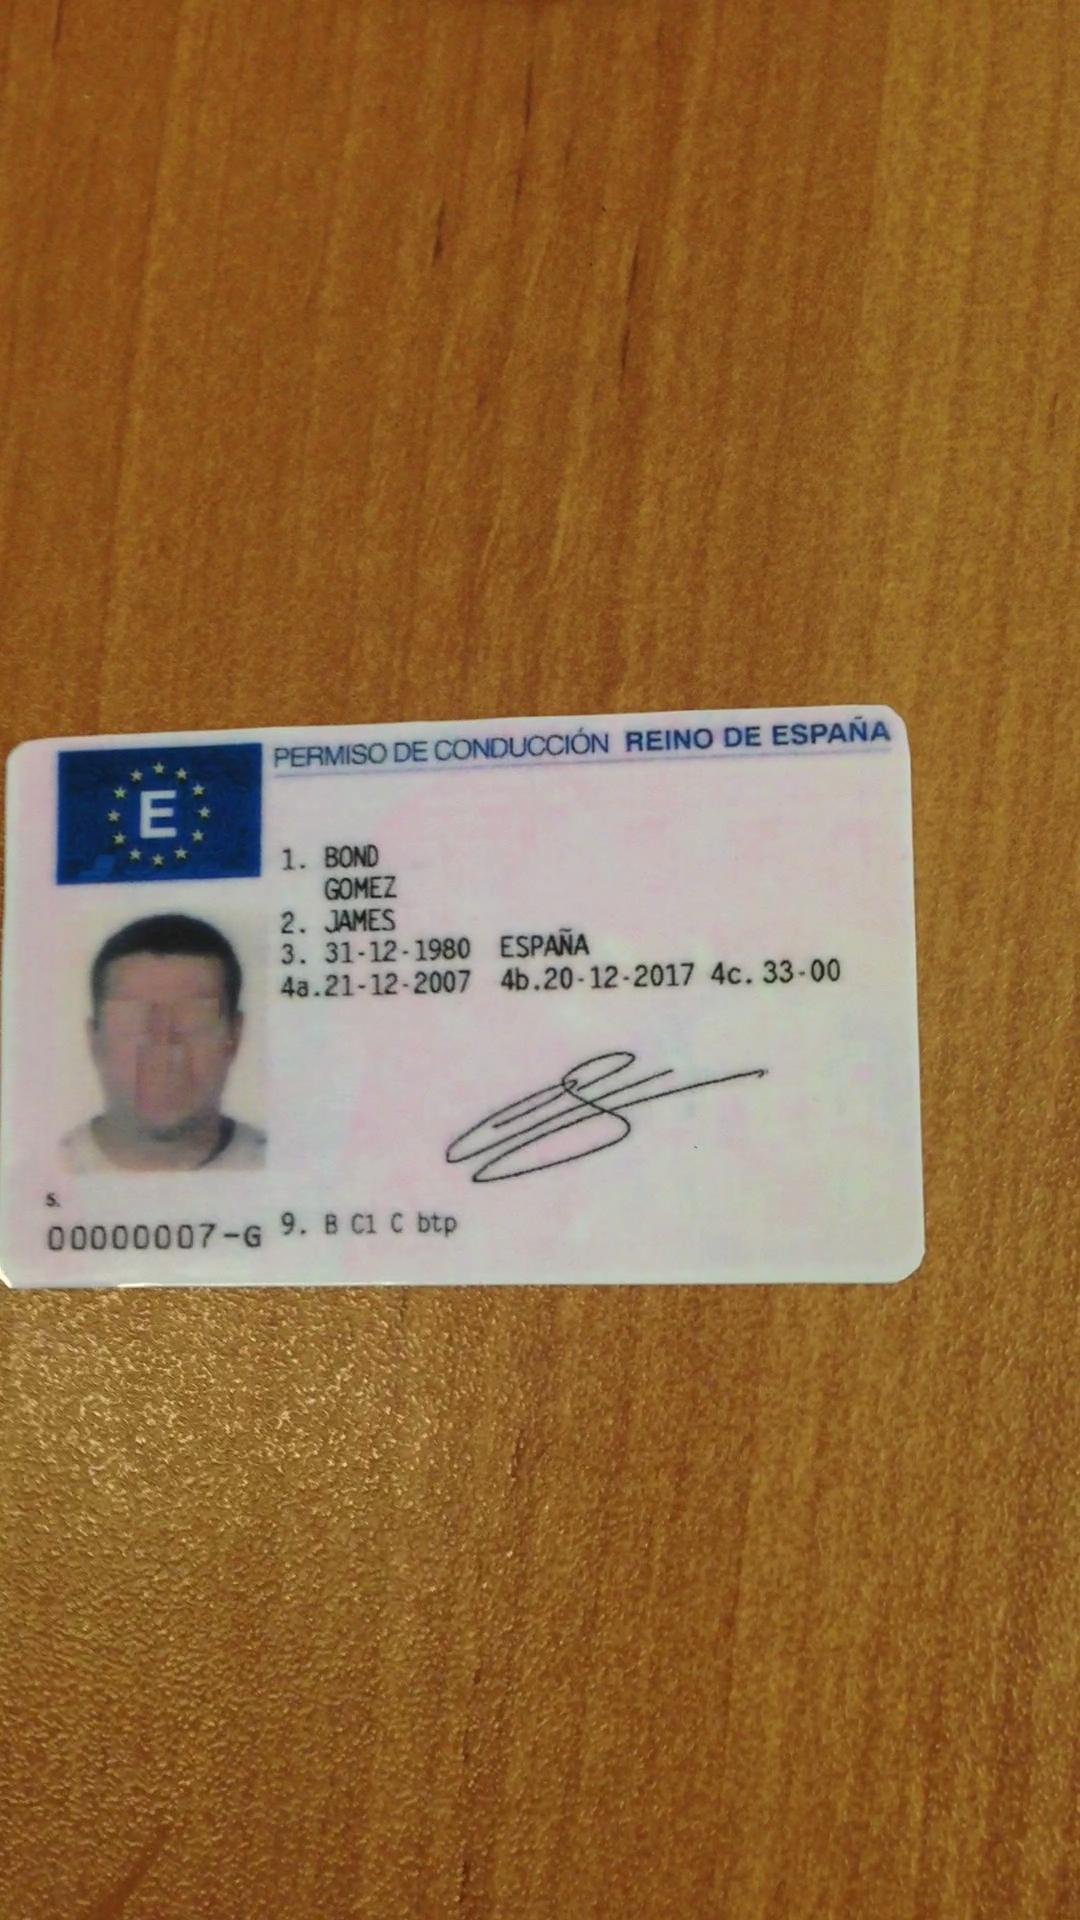 E
PERMISO DE CONDUCCIÓN REINO DE ESPAÑA
1. BOND
GOMEZ
2. JAMES
3. 31-12-1980 ESPAÑA
4a.21-12-2007 4b.20-12-2017 4c. 33-00
5.
00000007-G 9. B C1 C btp